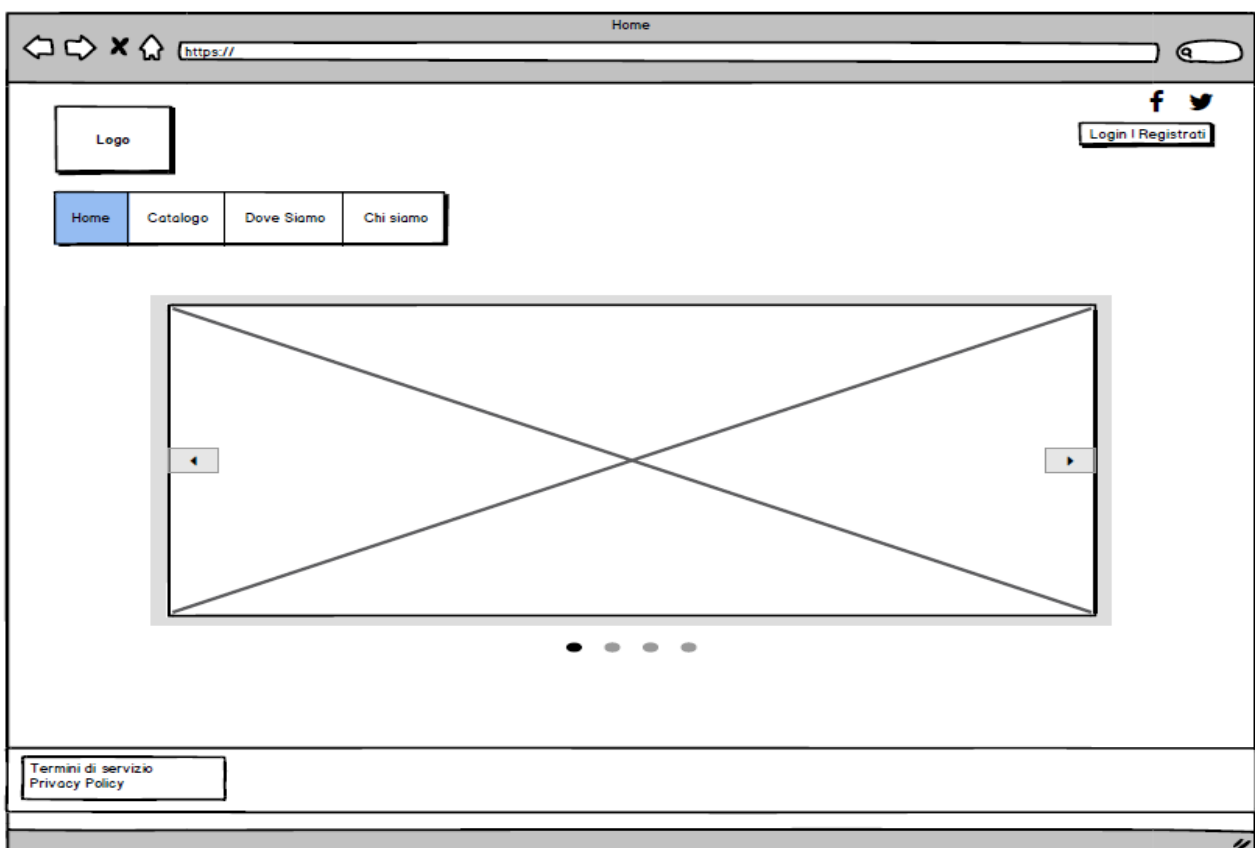 Home
https://
Logo
Login | Registrati
Home
Catalogo
Dove Siamo
Chi siamo
Termini di servizio
Privacy Policy